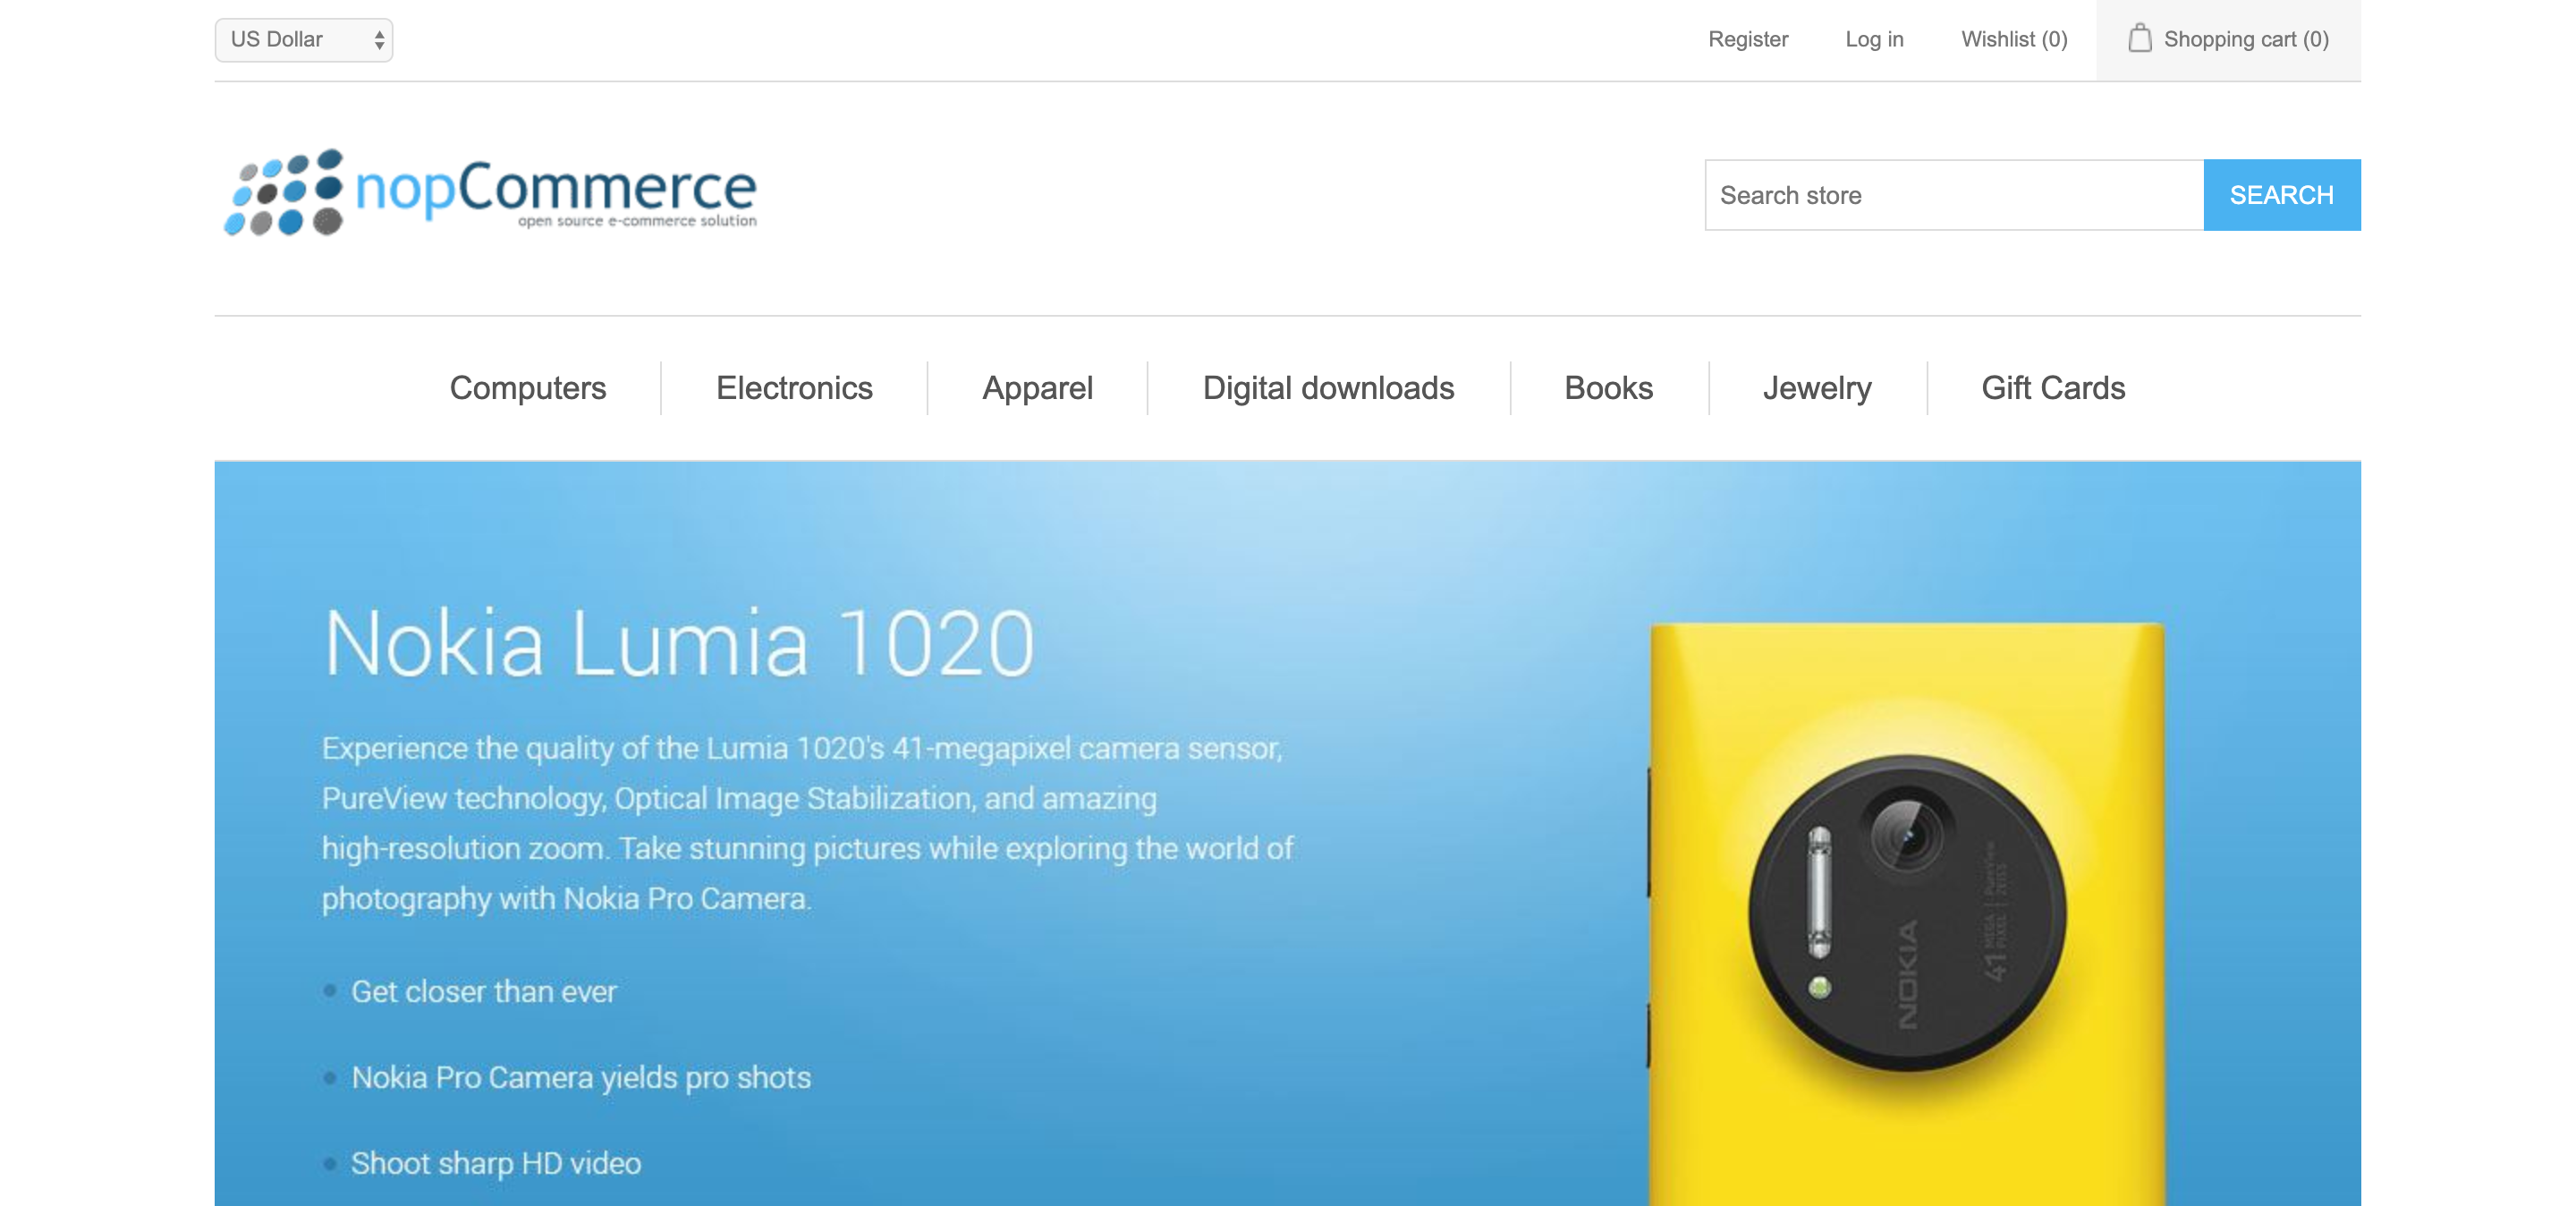 US Dollar
Register
Log in
Wishlist (0)
Shopping cart (0)
nopCommerce
open source e-commerce solution
Search store
SEARCH
Computers
Electronics
Apparel
Digital downloads
Books
Jewelry
Gift Cards
Nokia Lumia 1020
Experience the quality of the Lumia 1020's 41-megapixel camera sensor,
PureView technology, Optical Image Stabilization, and amazing
high-resolution zoom. Take stunning pictures while exploring the world of
photography with Nokia Pro Camera.
Get closer than ever
Nokia Pro Camera yields pro shots
Shoot sharp HD video
NOKIA
41 MEGA PIXEL
PureView
ZEISS